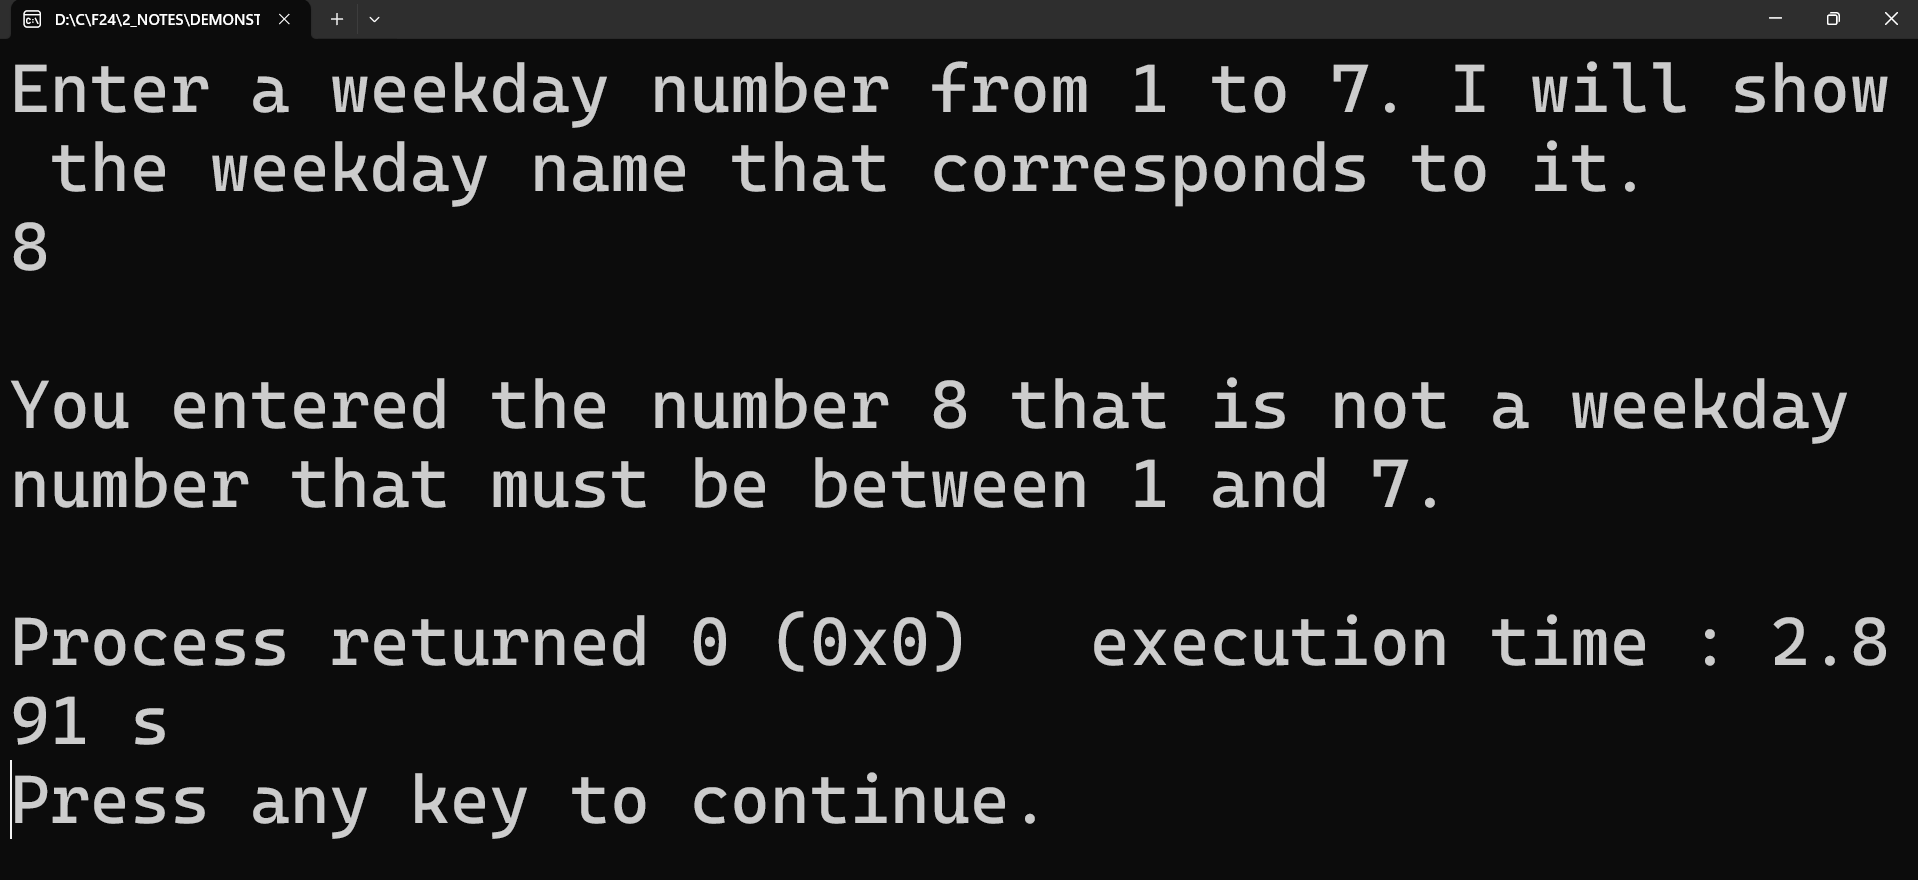 D:\C\F24\2_NOTES\DEMONST
Enter a weekday number from 1 to 7. I will show
the weekday name that corresponds to it.
8
You entered the number 8 that is not a weekday
number that must be between 1 and 7.
Process returned 0 (0x0)   execution time : 2.8
91 s
Press any key to continue.